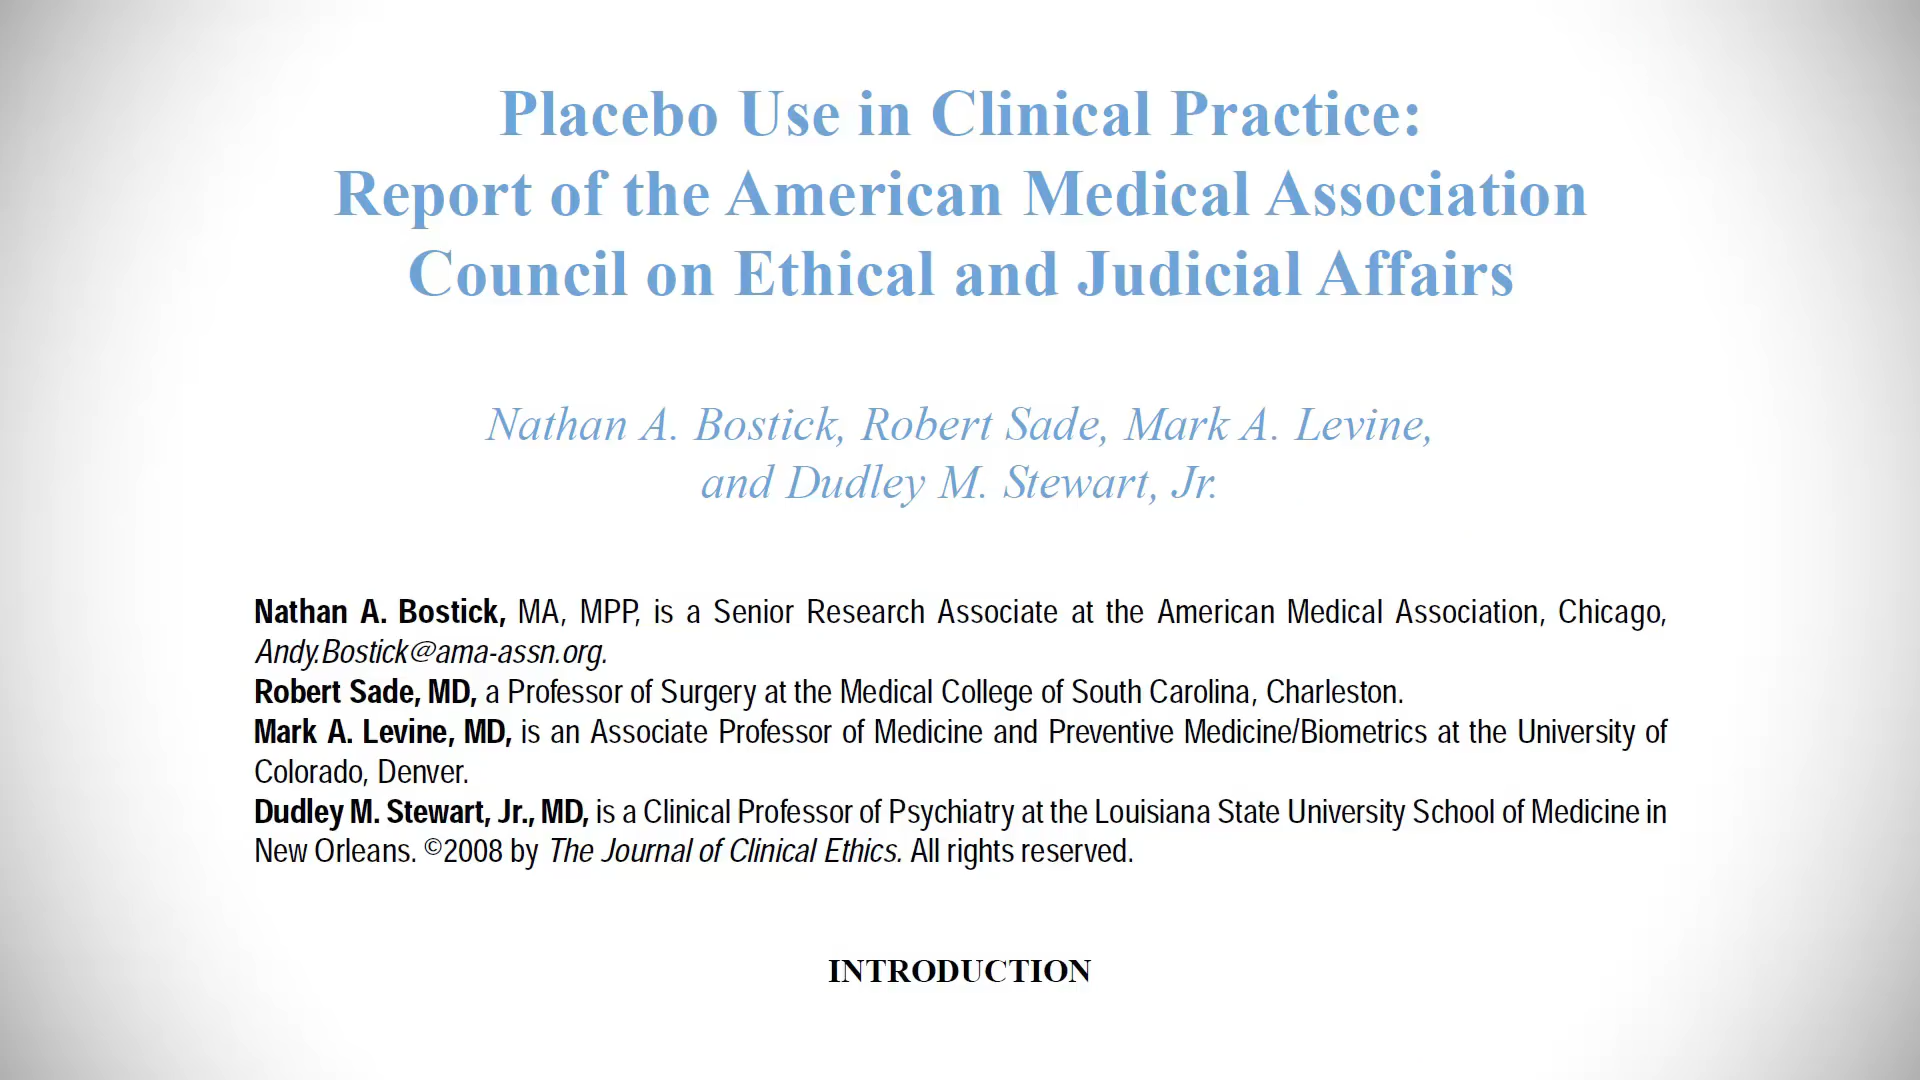 Placebo Use in Clinical Practice:
Report of the American Medical Association
Council on Ethical and Judicial Affairs
Nathan A. Bostick, Robert Sade, Mark A. Levine,
and Dudley M. Stewart, Jr.
Nathan A. Bostick, MA, MPP, is a Senior Research Associate at the American Medical Association, Chicago,
Andy.Bostick@ama-assn.org.
Robert Sade, MD, a Professor of Surgery at the Medical College of South Carolina, Charleston.
Mark A. Levine, MD, is an Associate Professor of Medicine and Preventive Medicine/Biometrics at the University of
Colorado, Denver.
Dudley M. Stewart, Jr., MD, is a Clinical Professor of Psychiatry at the Louisiana State University School of Medicine in
New Orleans. ©2008 by The Journal of Clinical Ethics. All rights reserved.
INTRODUCTION